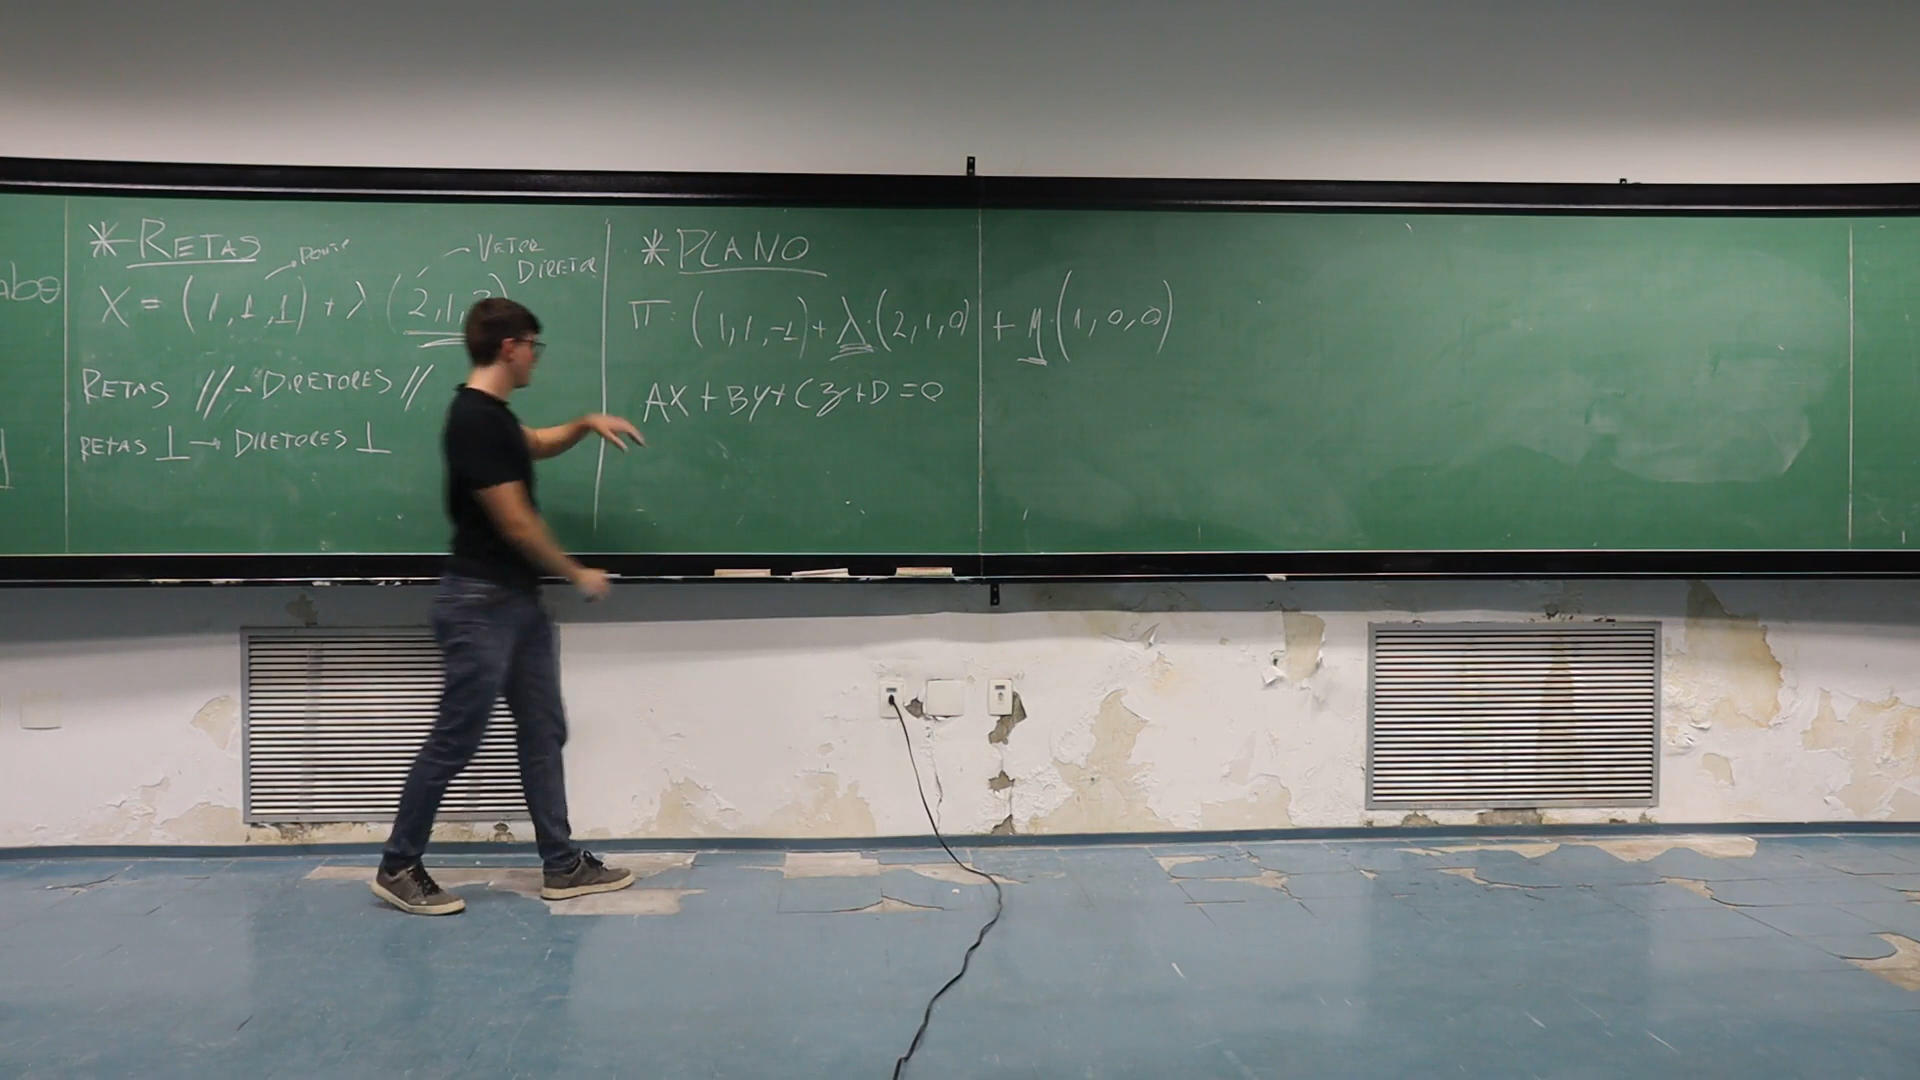 abo
* RETAS
PONTO
VETOR
DIRETOR
X = (1,1,1) + λ (2,1,
RETAS // → DIRETORES //
RETAS ⊥ → DIRETORES ⊥
* PLANO
π: (1,1,-1) + λ·(2,1,0) + η·(1,0,0)
AX + BY + CZ + D = 0